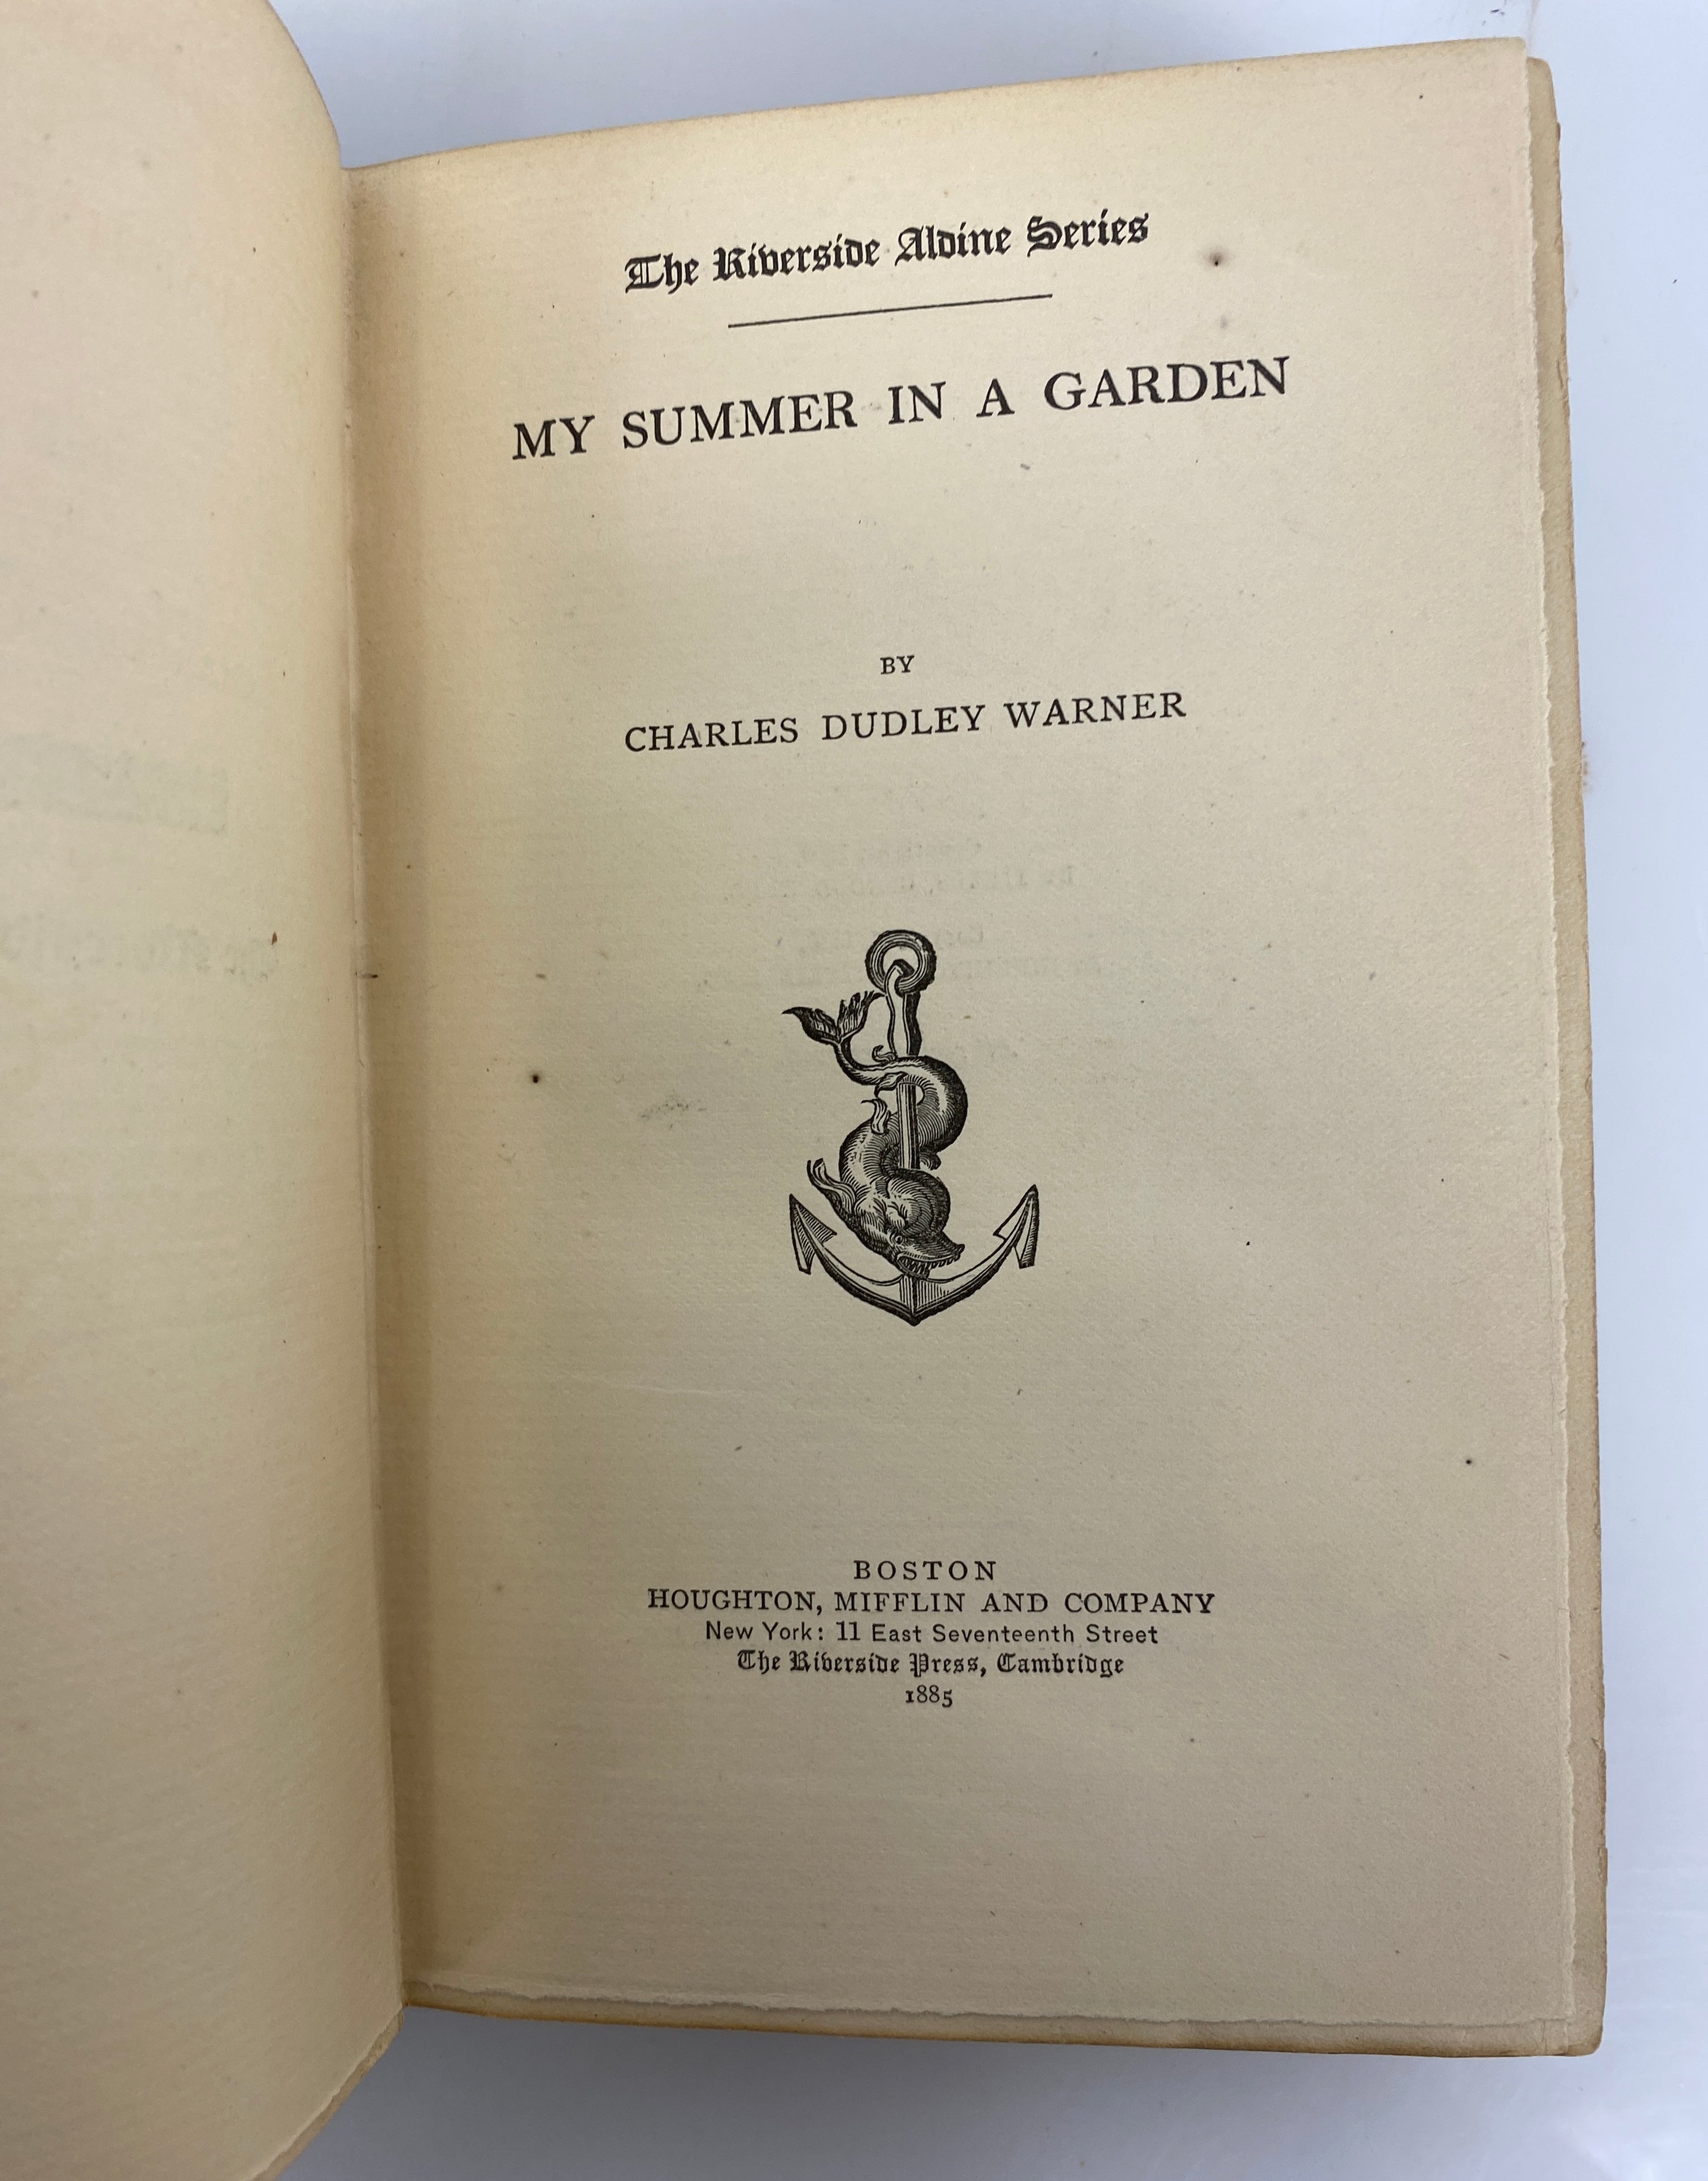 The Riverside Aldine Series
MY SUMMER IN A GARDEN
BY
CHARLES DUDLEY WARNER
BOSTON
HOUGHTON, MIFFLIN AND COMPANY
New York: 11 East Seventeenth Street
The Riverside Press, Cambridge
1885